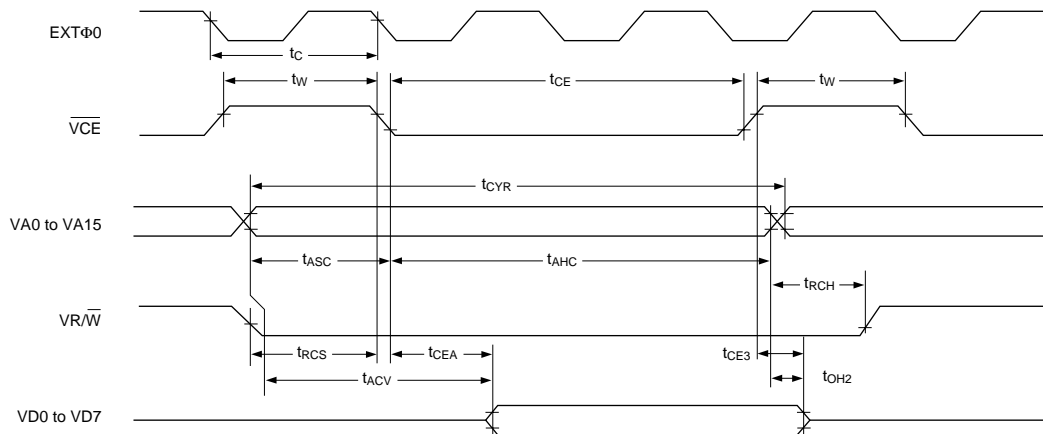 EXTΦ0
tC
tW
tCE
tW
VCE
tCYR
VA0 to VA15
tASC
tAHC
tRCH
VR/W
tRCS
tCEA
tCE3
tACV
tOH2
VD0 to VD7